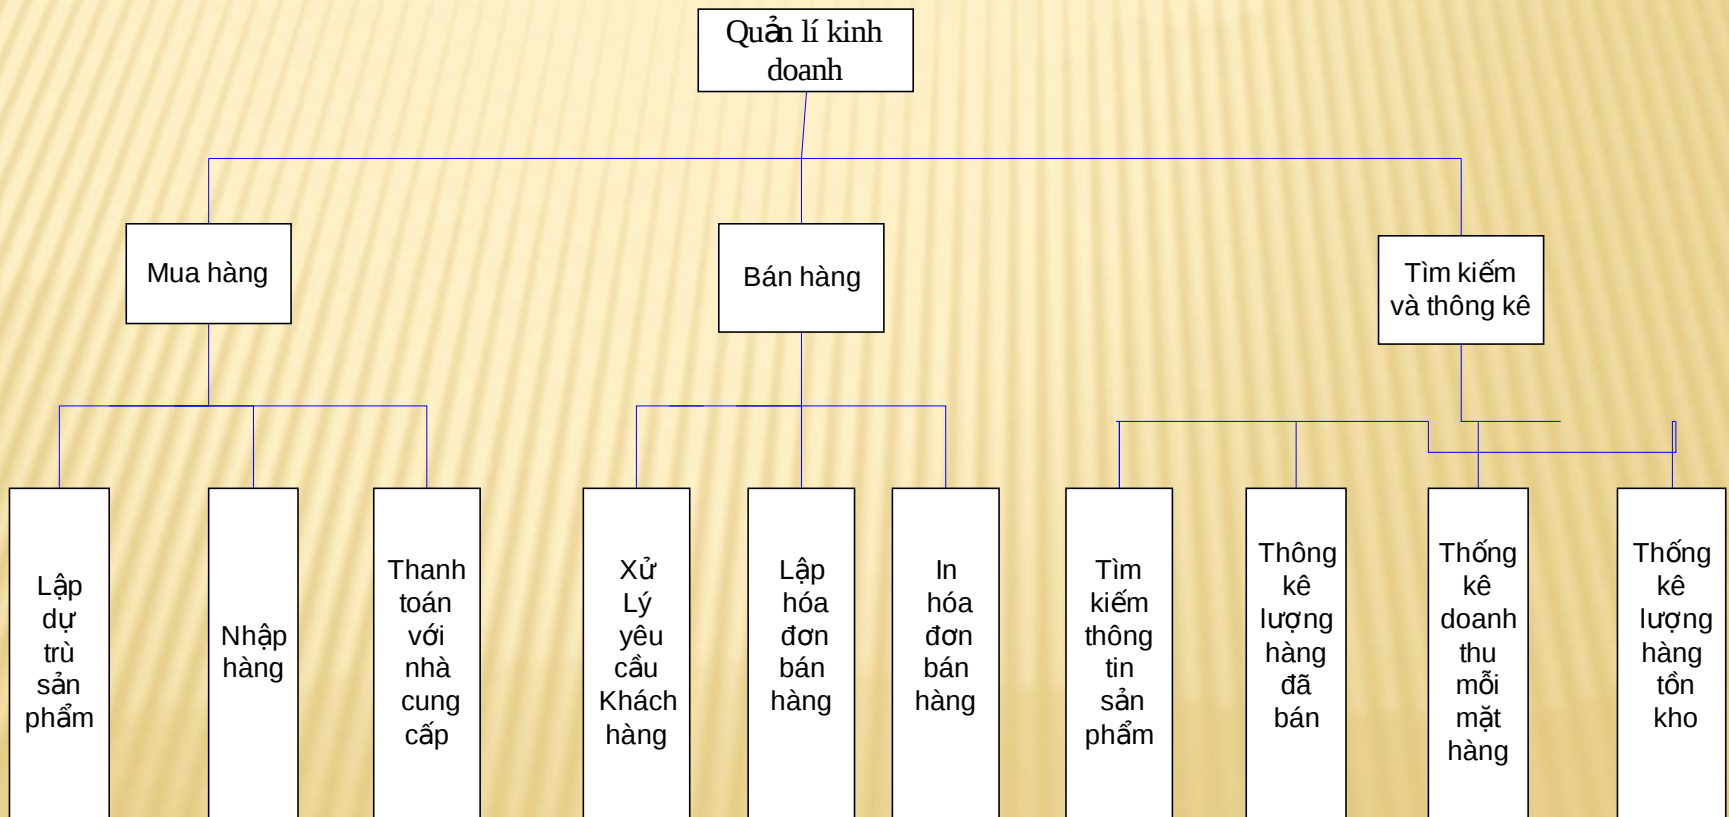 Quản lí kinh
doanh
Mua hàng
Bán hàng
Tìm kiếm
và thông kê
Lập
dự
trù
sản
phẩm
Nhập
hàng
Thanh
toán
với
nhà
cung
cấp
Xử
Lý
yêu
cầu
Khách
hàng
Lập
hóa
đơn
bán
hàng
In
hóa
đơn
bán
hàng
Tìm
kiếm
thông
tin
sản
phẩm
Thông
kê
lượng
hàng
đã
bán
Thống
kê
doanh
thu
mỗi
mặt
hàng
Thống
kê
lượng
hàng
tồn
kho